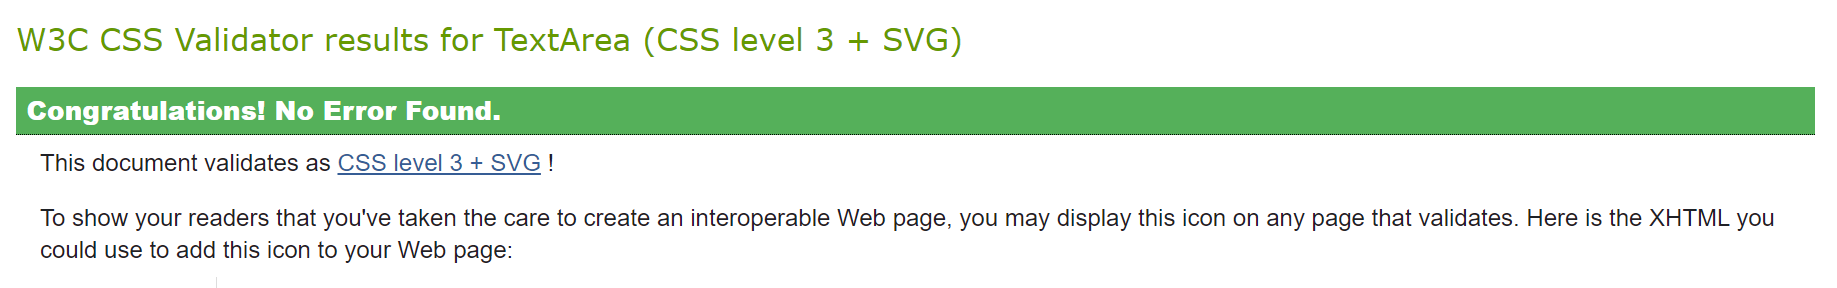 W3C CSS Validator results for TextArea (CSS level 3 + SVG)
Congratulations! No Error Found.
This document validates as CSS level 3 + SVG !
To show your readers that you've taken the care to create an interoperable Web page, you may display this icon on any page that validates. Here is the XHTML you
could use to add this icon to your Web page: